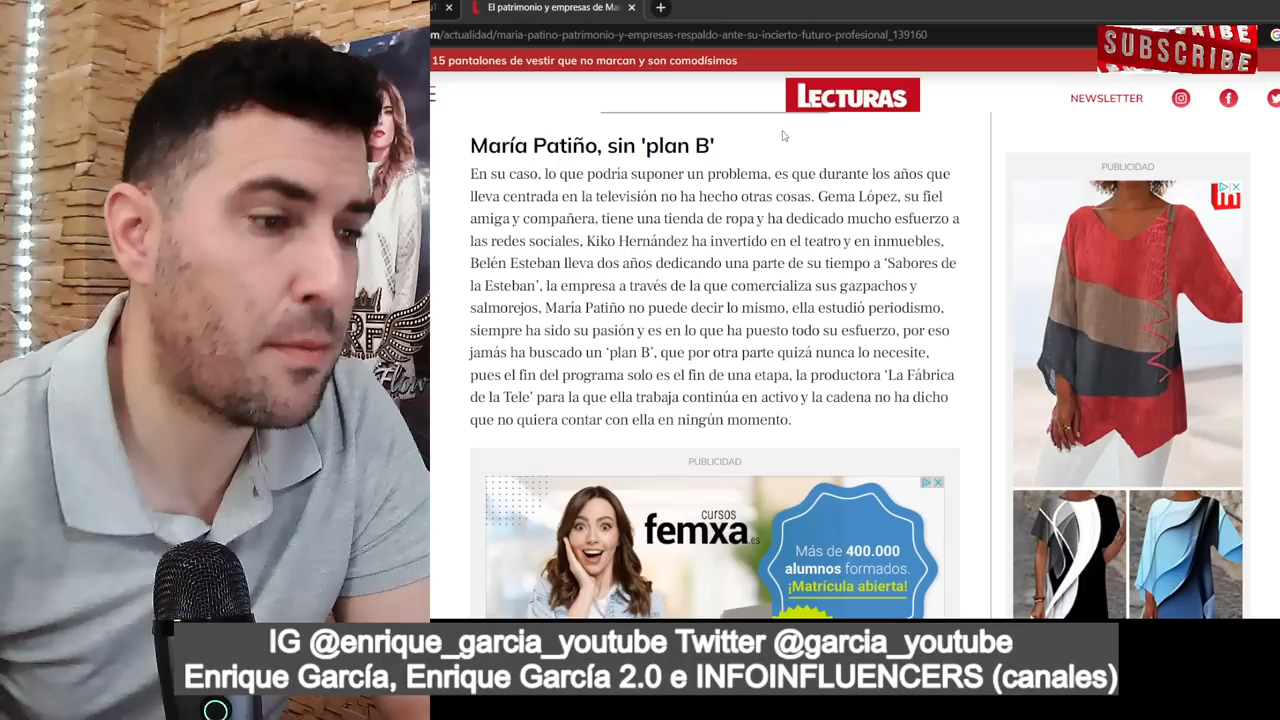 El patrimonio y empresas de Ma
om/actualidad/maria-patino-patrimonio-y-empresas-respaldo-ante-su-incierto-futuro-profesional_139160
SUBSCRIBE
15 pantalones de vestir que no marcan y son comodísimos
LECTURAS
NEWSLETTER
María Patiño, sin 'plan B'
En su caso, lo que podría suponer un problema, es que durante los años que
lleva centrada en la televisión no ha hecho otras cosas. Gema López, su fiel
amiga y compañera, tiene una tienda de ropa y ha dedicado mucho esfuerzo a
las redes sociales, Kiko Hernández ha invertido en el teatro y en inmuebles,
Belén Esteban lleva dos años dedicando una parte de su tiempo a ‘Sabores de
la Esteban’, la empresa a través de la que comercializa sus gazpachos y
salmorejos, María Patiño no puede decir lo mismo, ella estudió periodismo,
siempre ha sido su pasión y es en lo que ha puesto todo su esfuerzo, por eso
jamás ha buscado un ‘plan B’, que por otra parte quizá nunca lo necesite,
pues el fin del programa solo es el fin de una etapa, la productora ‘La Fábrica
de la Tele’ para la que ella trabaja continúa en activo y la cadena no ha dicho
que no quiera contar con ella en ningún momento.
PUBLICIDAD
PUBLICIDAD
cursos
femxa.es
Más de 400.000
alumnos formados.
¡Matrícula abierta!
Flow
IG @enrique_garcia_youtube Twitter @garcia_youtube
Enrique García, Enrique García 2.0 e INFOINFLUENCERS (canales)